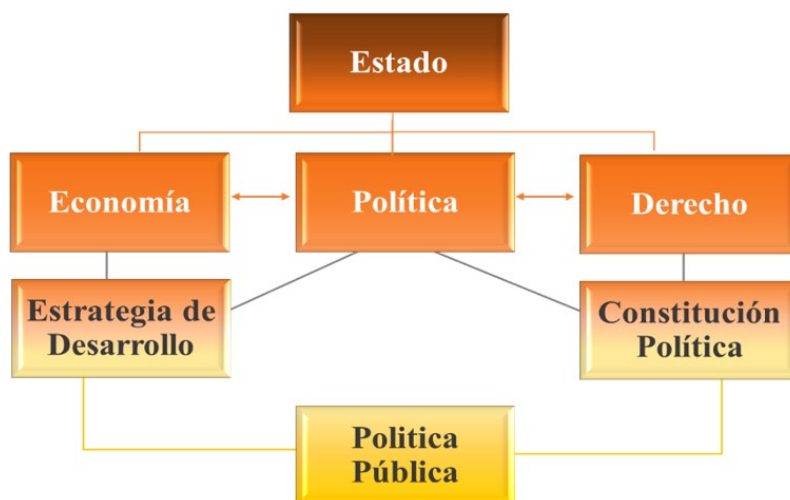 Estado
Economía
Política
Derecho
Estrategia de
Desarrollo
Constitución
Política
Politica
Pública